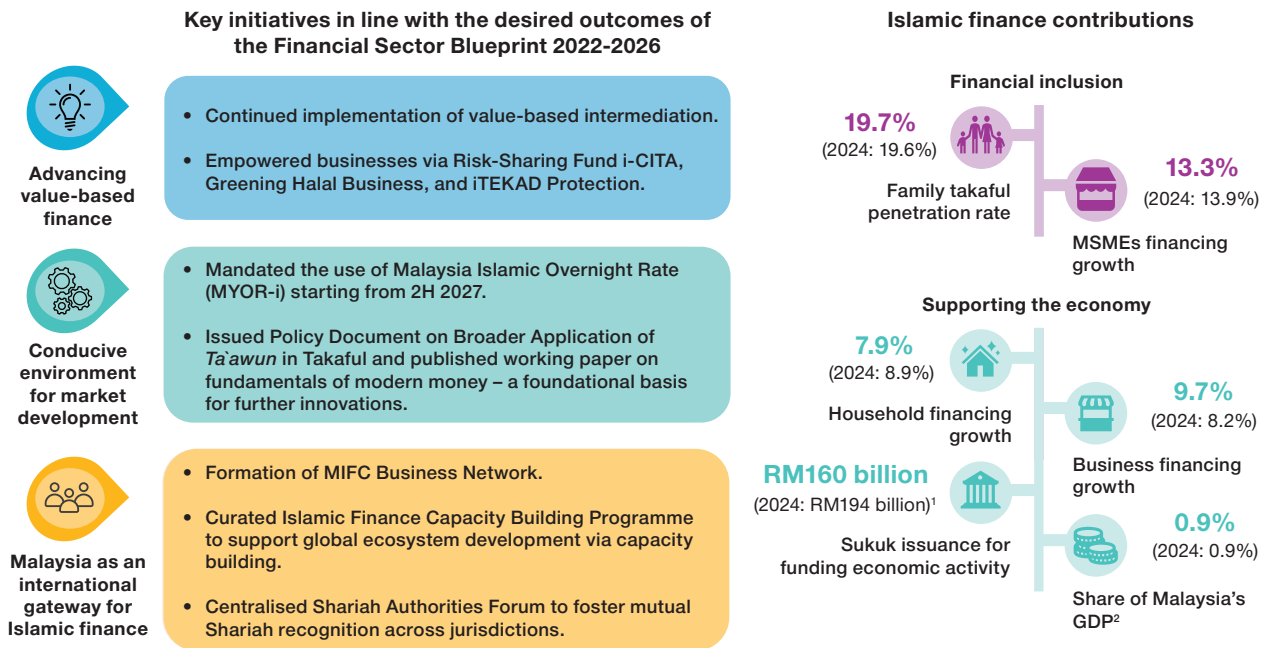 Key initiatives in line with the desired outcomes of
the Financial Sector Blueprint 2022-2026
Advancing
value-based
finance
• Continued implementation of value-based intermediation.
• Empowered businesses via Risk-Sharing Fund i-CITA,
Greening Halal Business, and iTEKAD Protection.
Conducive
environment
for market
development
• Mandated the use of Malaysia Islamic Overnight Rate
(MYOR-i) starting from 2H 2027.
• Issued Policy Document on Broader Application of
Ta`awun in Takaful and published working paper on
fundamentals of modern money – a foundational basis
for further innovations.
Malaysia as an
international
gateway for
Islamic finance
• Formation of MIFC Business Network.
• Curated Islamic Finance Capacity Building Programme
to support global ecosystem development via capacity
building.
• Centralised Shariah Authorities Forum to foster mutual
Shariah recognition across jurisdictions.
Islamic finance contributions
Financial inclusion
19.7%
(2024: 19.6%)
Family takaful
penetration rate
13.3%
(2024: 13.9%)
MSMEs financing
growth
Supporting the economy
7.9%
(2024: 8.9%)
Household financing
growth
9.7%
(2024: 8.2%)
Business financing
growth
RM160 billion
(2024: RM194 billion)¹
Sukuk issuance for
funding economic activity
0.9%
(2024: 0.9%)
Share of Malaysia's
GDP²